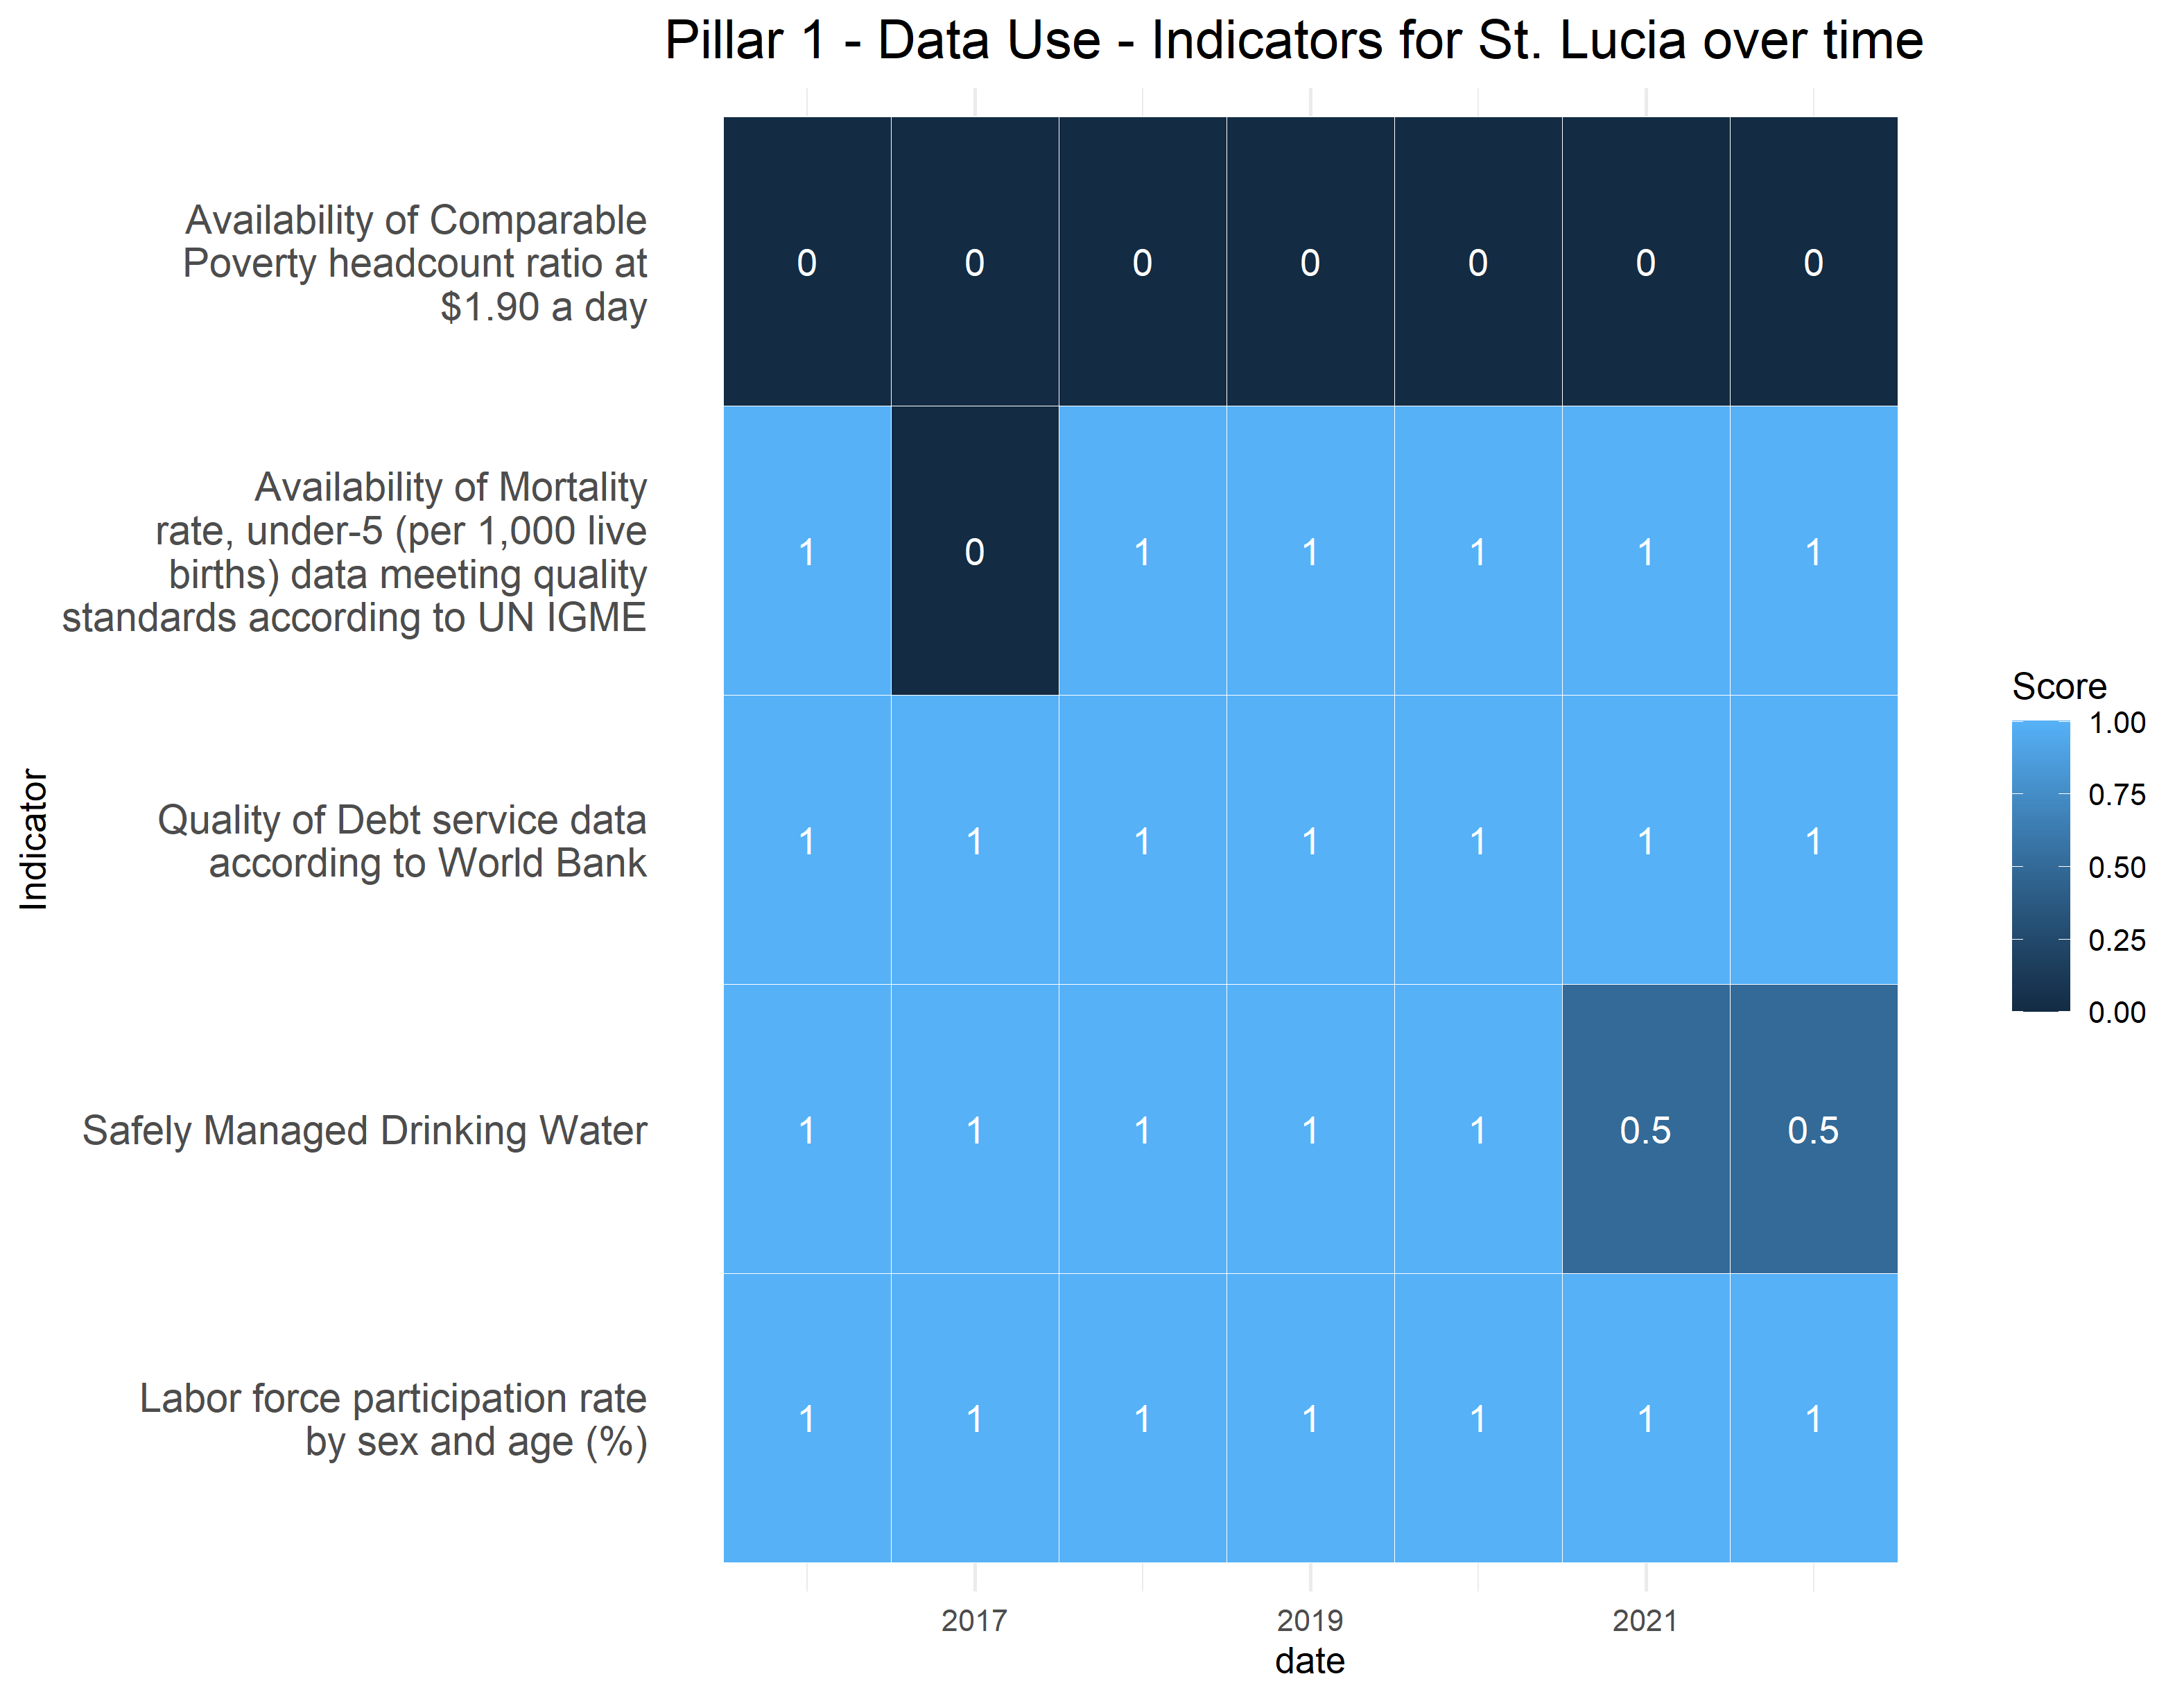 Pillar 1 - Data Use - Indicators for St. Lucia over time
Availability of Comparable
Poverty headcount ratio at
$1.90 a day
0 0 0 0 0 0 0
Availability of Mortality
rate, under-5 (per 1,000 live
births) data meeting quality
standards according to UN IGME
1 0 1 1 1 1 1
Quality of Debt service data
according to World Bank
1 1 1 1 1 1 1
Safely Managed Drinking Water
1 1 1 1 1 0.5 0.5
Labor force participation rate
by sex and age (%)
1 1 1 1 1 1 1
Indicator
2017 2019 2021
date
Score
1.00
0.75
0.50
0.25
0.00